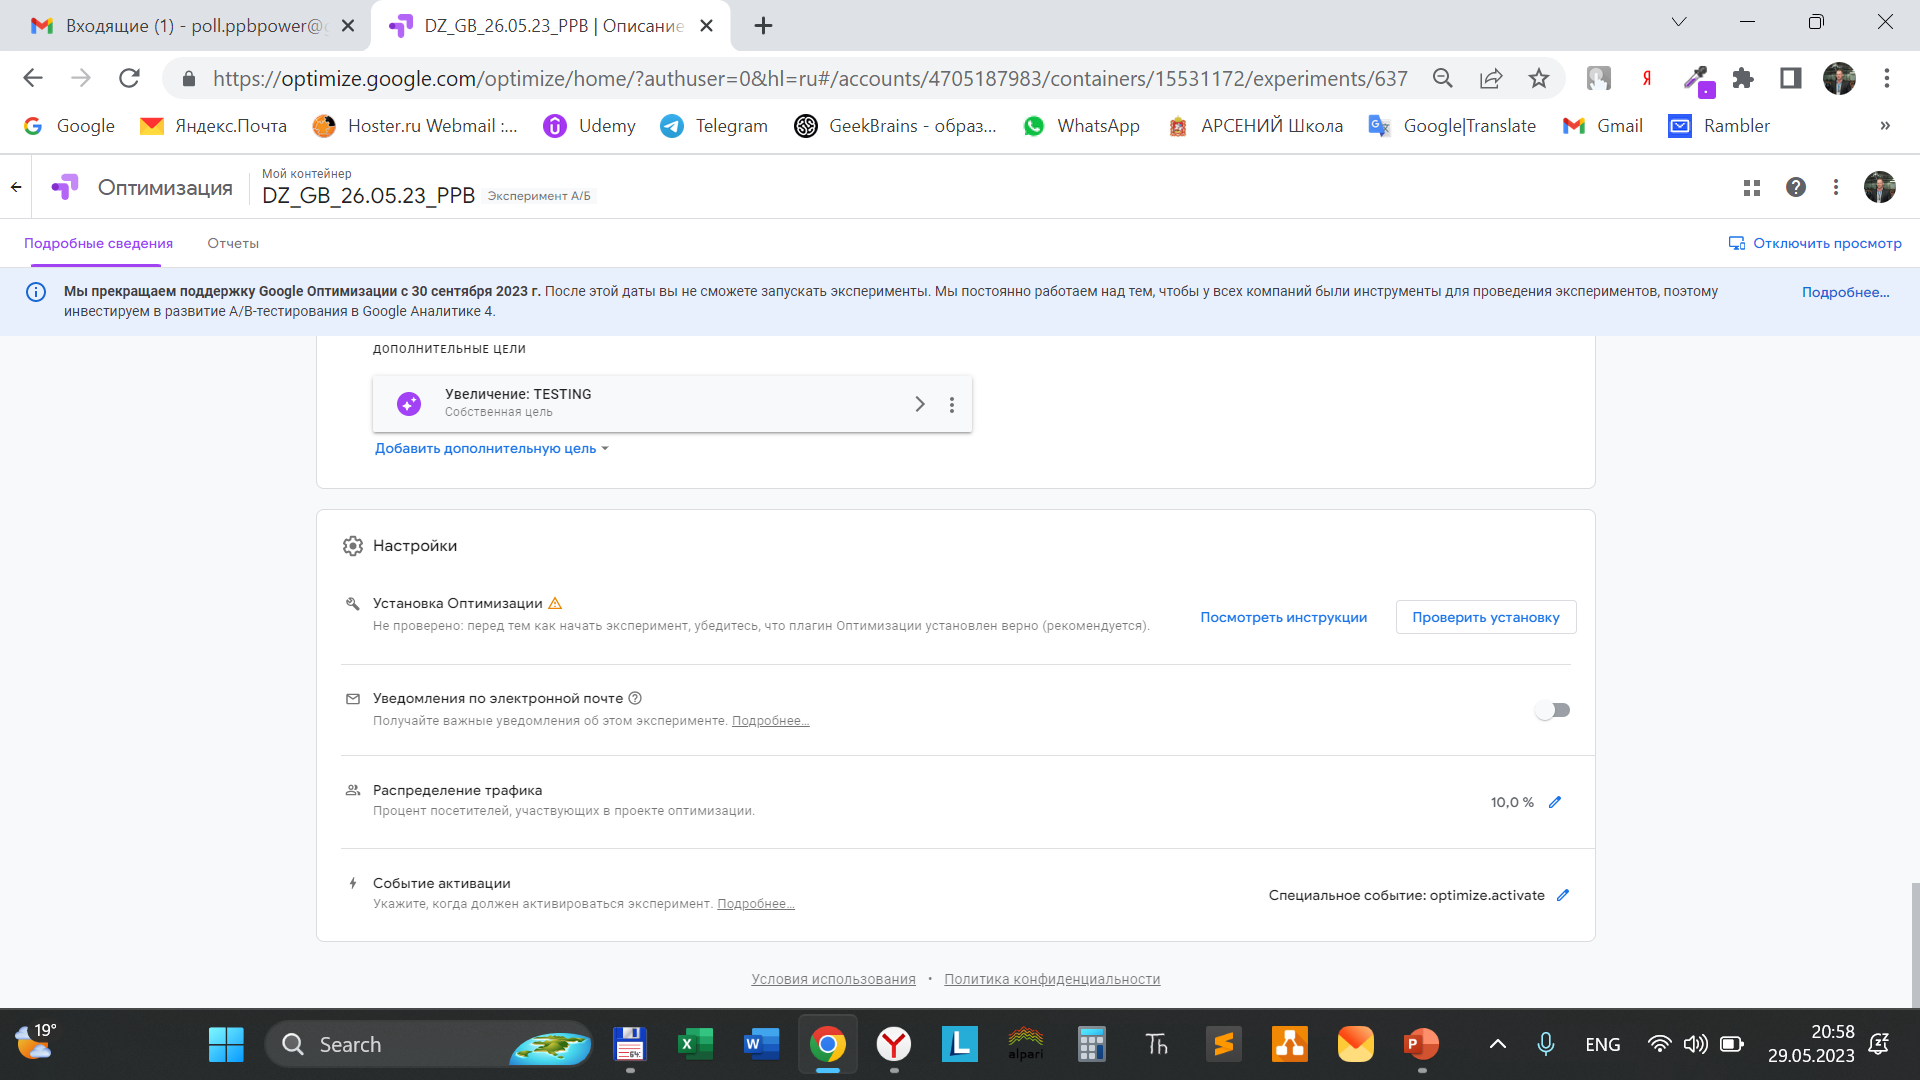 Входящие (1) - poll.ppbpower@
DZ_GB_26.05.23_PPB | Описание
https://optimize.google.com/optimize/home/?authuser=0&hl=ru#/accounts/4705187983/containers/15531172/experiments/637
Я
Google
Яндекс.Почта
Hoster.ru Webmail :...
Udemy
Telegram
GeekBrains - образ...
WhatsApp
АРСЕНИЙ Школа
Google|Translate
Gmail
Rambler
»
Оптимизация
Мой контейнер
DZ_GB_26.05.23_PPB
Эксперимент А/Б
Подробные сведения
Отчеты
Отключить просмотр
Мы прекращаем поддержку Google Оптимизации с 30 сентября 2023 г. После этой даты вы не сможете запускать эксперименты. Мы постоянно работаем над тем, чтобы у всех компаний были инструменты для проведения экспериментов, поэтому
инвестируем в развитие A/B-тестирования в Google Аналитике 4.
Подробнее...
ДОПОЛНИТЕЛЬНЫЕ ЦЕЛИ
Увеличение: TESTING
Собственная цель
Добавить дополнительную цель
Настройки
Установка Оптимизации
Не проверено: перед тем как начать эксперимент, убедитесь, что плагин Оптимизации установлен верно (рекомендуется).
Посмотреть инструкции
Проверить установку
Уведомления по электронной почте
Получайте важные уведомления об этом эксперименте. Подробнее...
Распределение трафика
Процент посетителей, участвующих в проекте оптимизации.
10,0 %
Событие активации
Укажите, когда должен активироваться эксперимент. Подробнее...
Специальное событие: optimize.activate
Условия использования • Политика конфиденциальности
19°
Search
64
X
W
Y
L
alpari
Th
S
P
ENG
20:58
29.05.2023